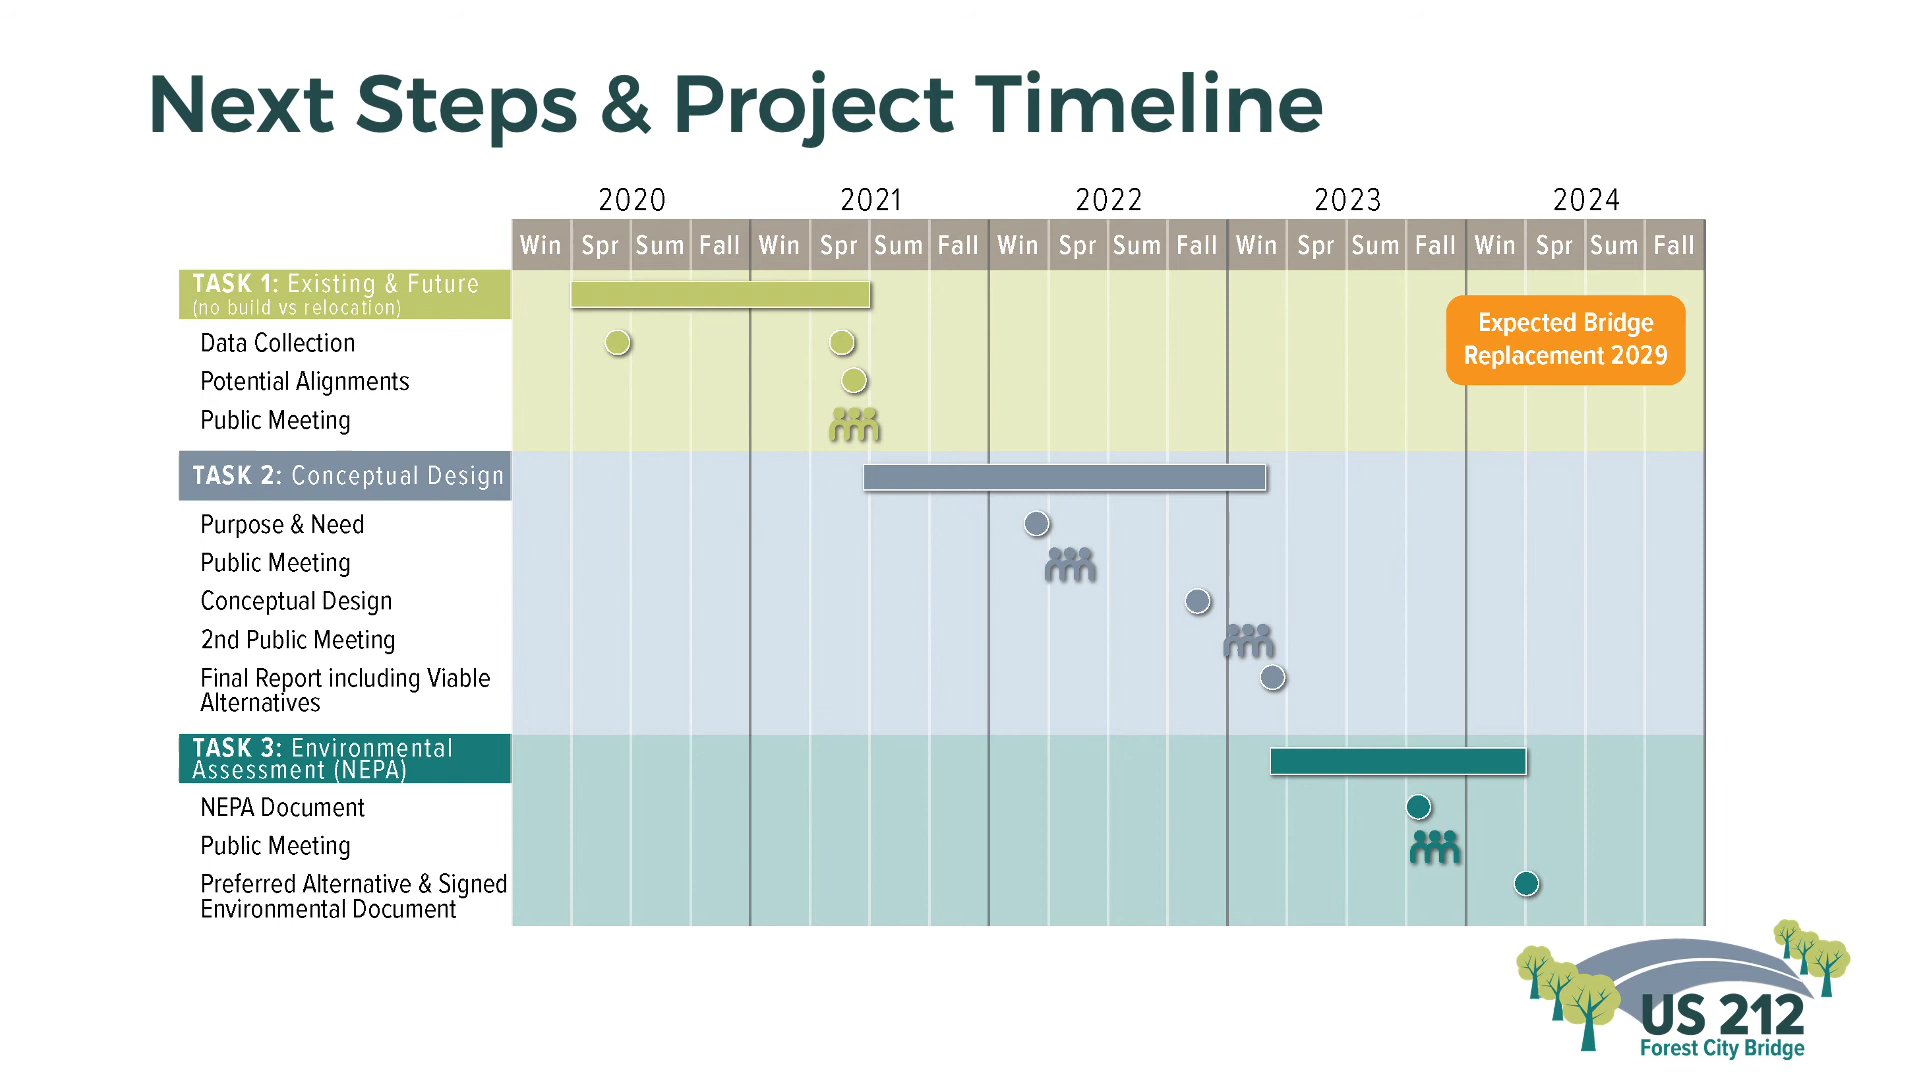 Next Steps & Project Timeline
2020 2021 2022 2023 2024
Win Spr Sum Fall Win Spr Sum Fall Win Spr Sum Fall Win Spr Sum Fall Win Spr Sum Fall
TASK 1: Existing & Future
(no build vs relocation)
Expected Bridge
Replacement 2029
Data Collection
Potential Alignments
Public Meeting
TASK 2: Conceptual Design
Purpose & Need
Public Meeting
Conceptual Design
2nd Public Meeting
Final Report including Viable
Alternatives
TASK 3: Environmental
Assessment (NEPA)
NEPA Document
Public Meeting
Preferred Alternative & Signed
Environmental Document
US 212
Forest City Bridge